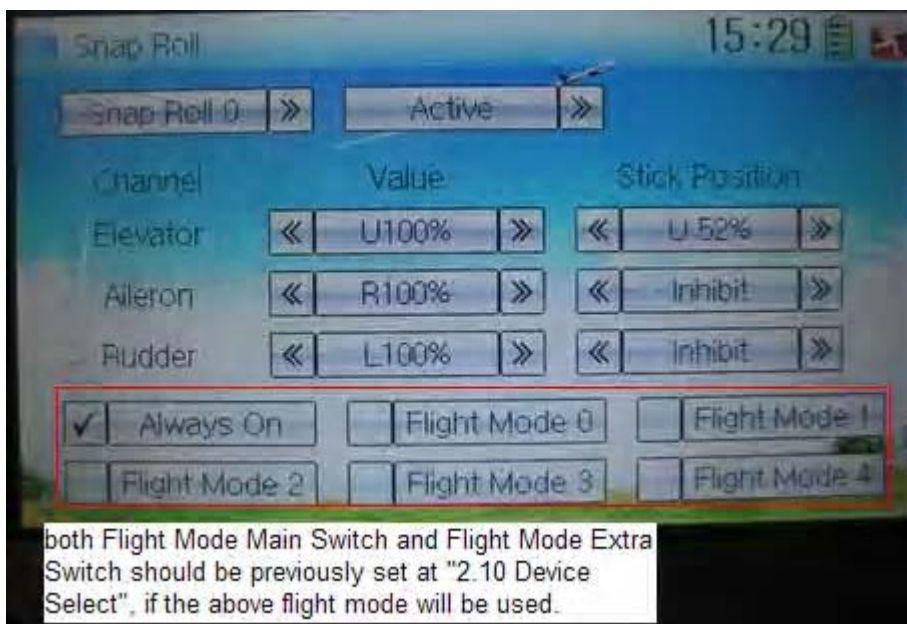 Snap Roll 15:29
Snap Roll 0 » Active »
Channel Value Stick Position
Elevator « U100% » « U 52% »
Aileron « R100% » « Inhibit »
Rudder « L100% » « Inhibit »
✓ Always On Flight Mode 0 Flight Mode 1
Flight Mode 2 Flight Mode 3 Flight Mode 4
both Flight Mode Main Switch and Flight Mode Extra
Switch should be previously set at "2.10 Device
Select", if the above flight mode will be used.